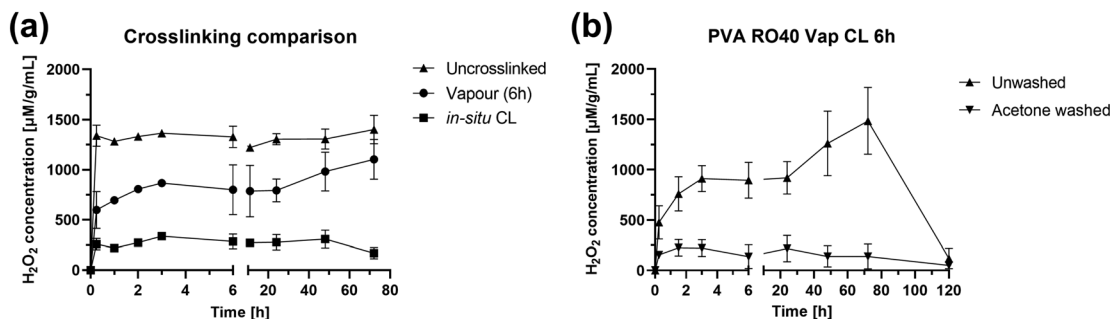 (a)
Crosslinking comparison
H₂O₂ concentration [µM/g/mL]
2000
1500
1000
500
0
0
2
4
6
20
40
60
80
Time [h]
Uncrosslinked
Vapour (6h)
in-situ CL
(b)
PVA RO40 Vap CL 6h
H₂O₂ concentration [µM/g/mL]
2000
1500
1000
500
0
0
2
4
6
20
40
60
80
100
120
Time [h]
Unwashed
Acetone washed